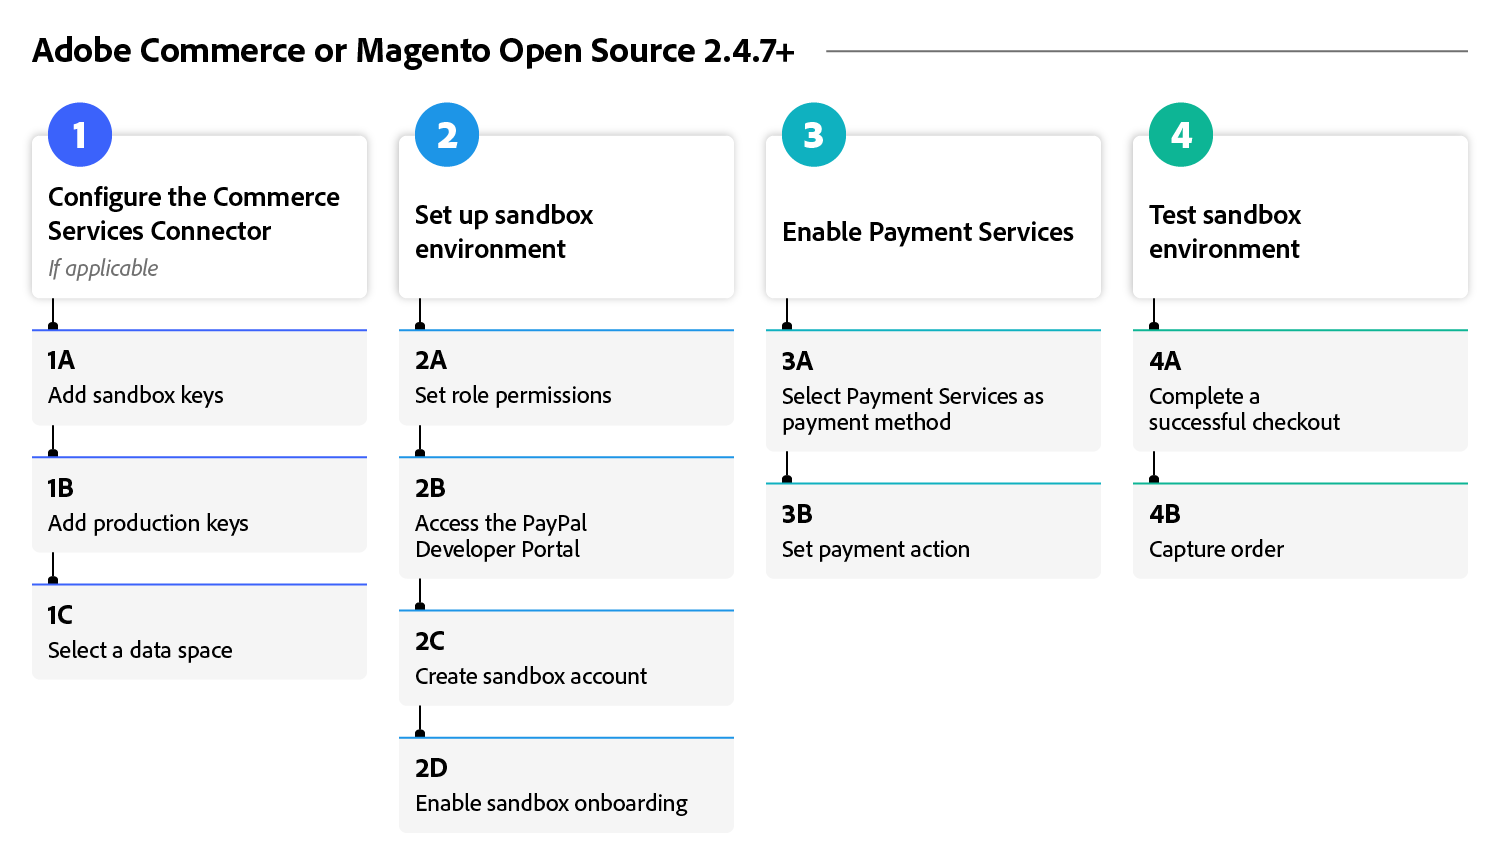 Adobe Commerce or Magento Open Source 2.4.7+
1
Configure the Commerce
Services Connector
If applicable
1A
Add sandbox keys
1B
Add production keys
1C
Select a data space
2
Set up sandbox
environment
2A
Set role permissions
2B
Access the PayPal
Developer Portal
2C
Create sandbox account
2D
Enable sandbox onboarding
3
Enable Payment Services
3A
Select Payment Services as
payment method
3B
Set payment action
4
Test sandbox
environment
4A
Complete a
successful checkout
4B
Capture order